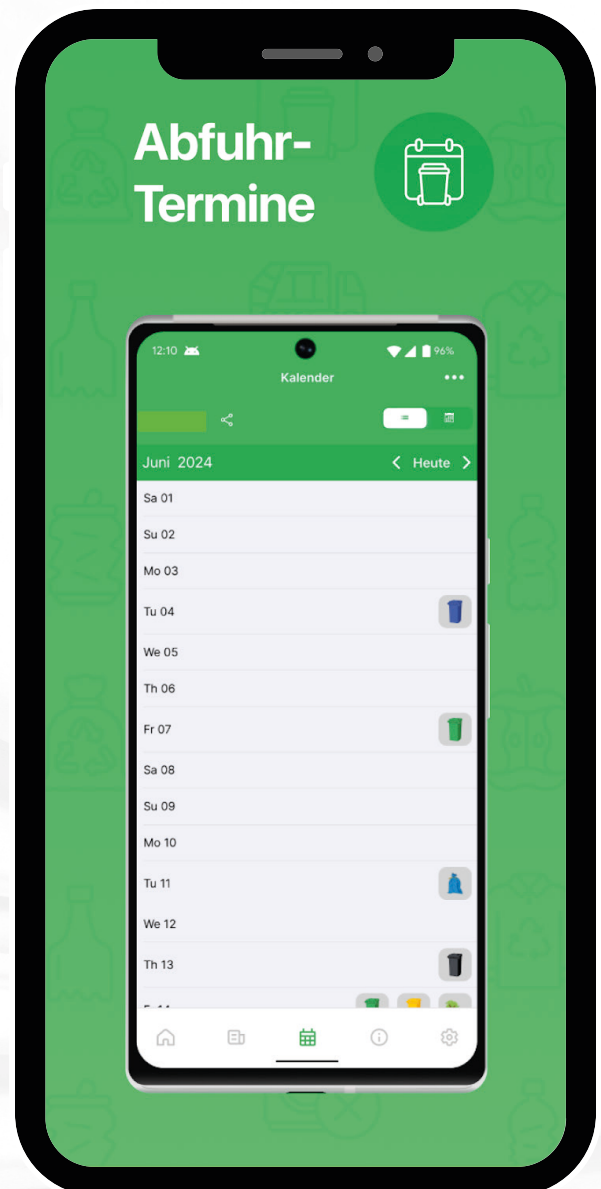 Abfuhr-
Termine
12:10
96%
Kalender
Juni 2024
Heute
Sa 01
Su 02
Mo 03
Tu 04
We 05
Th 06
Fr 07
Sa 08
Su 09
Mo 10
Tu 11
We 12
Th 13